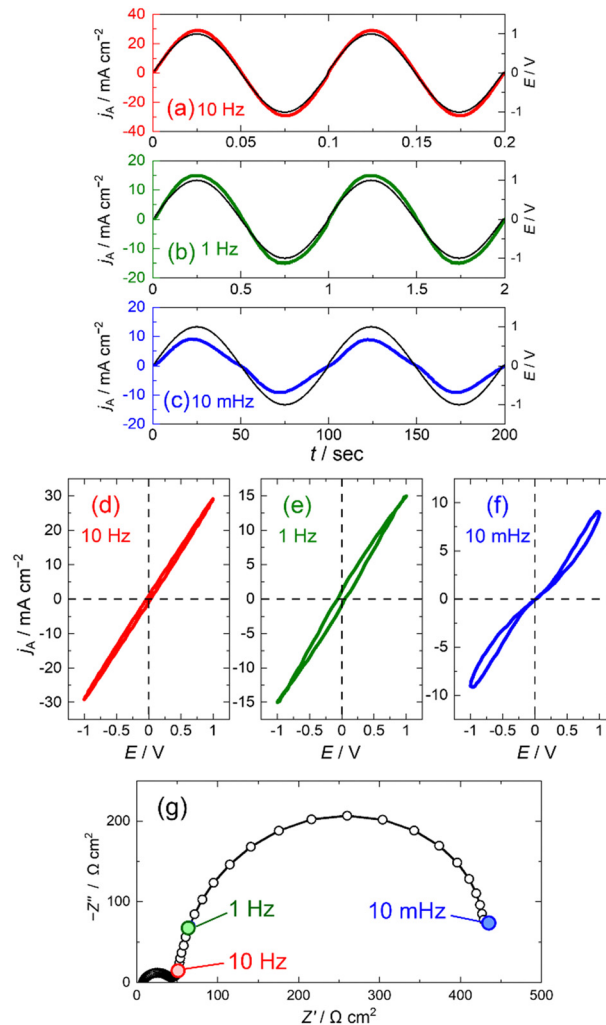 40
20
0
-20
-40
j_A / mA cm⁻²
(a) 10 Hz
1
0
-1
E / V
0 0.05 0.1 0.15 0.2
20
15
10
5
0
-5
-10
-15
-20
j_A / mA cm⁻²
(b) 1 Hz
1
0
-1
E / V
0 0.5 1 1.5 2
20
10
0
-10
-20
j_A / mA cm⁻²
(c) 10 mHz
1
0
-1
E / V
0 50 100 150 200
t / sec
j_A / mA cm⁻²
30
20
10
0
-10
-20
-30
(d)
10 Hz
-1 -0.5 0 0.5 1
E / V
15
10
5
0
-5
-10
-15
(e)
1 Hz
-1 -0.5 0 0.5 1
E / V
10
5
0
-5
-10
(f)
10 mHz
-1 -0.5 0 0.5 1
E / V
(g)
-Z″ / Ω cm²
200
100
0
1 Hz
10 mHz
10 Hz
0 100 200 300 400 500
Z′ / Ω cm²